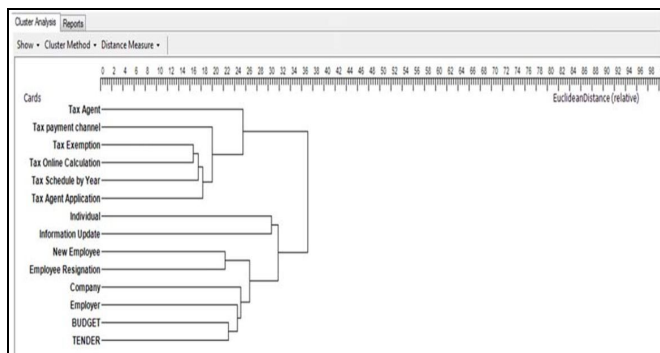 Cluster Analysis Reports
Show Cluster Method Distance Measure
0 2 4 6 8 10 12 14 16 18 20 22 24 26 28 30 32 34 36 38 40 42 44 46 48 50 52 54 56 58 60 62 64 66 68 70 72 74 76 78 80 82 84 86 88 90 92 94 96 98
Cards EuclideanDistance (relative)
Tax Agent
Tax payment channel
Tax Exemption
Tax Online Calculation
Tax Schedule by Year
Tax Agent Application
Individual
Information Update
New Employee
Employee Resignation
Company
Employer
BUDGET
TENDER